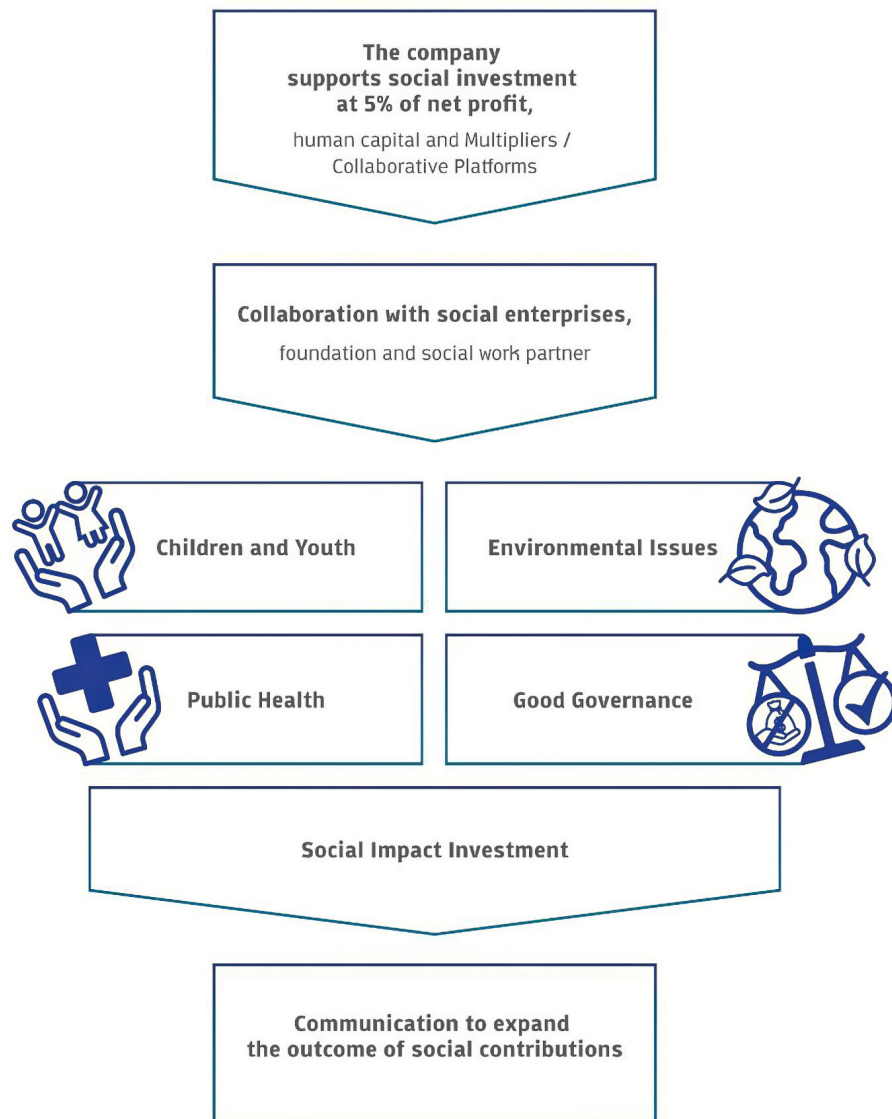 The company
supports social investment
at 5% of net profit,
human capital and Multipliers /
Collaborative Platforms
Collaboration with social enterprises,
foundation and social work partner
Children and Youth
Environmental Issues
Public Health
Good Governance
$
Social Impact Investment
Communication to expand
the outcome of social contributions